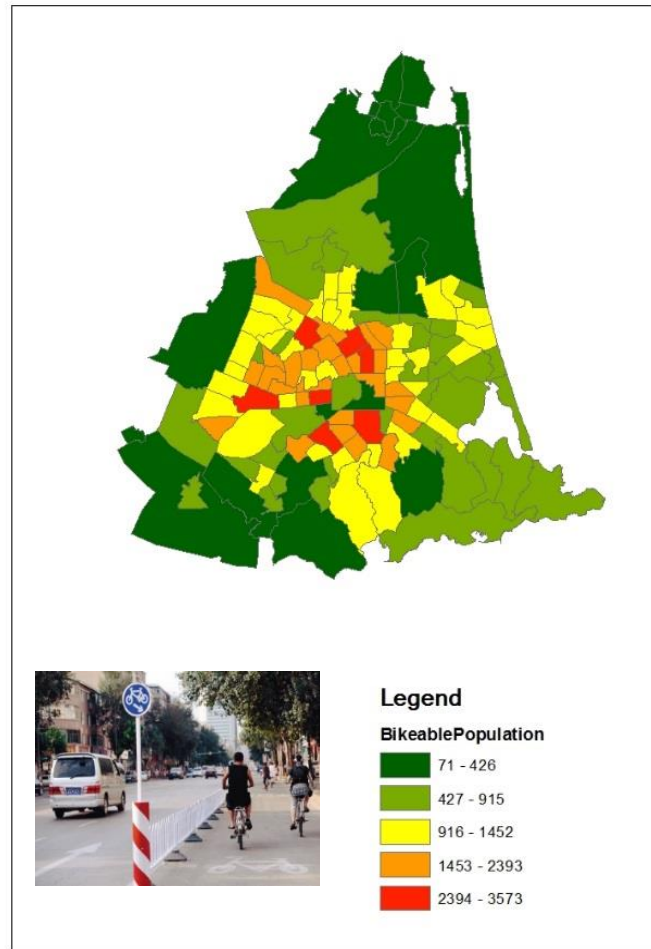 Legend
BikeablePopulation
71 - 426
427 - 915
916 - 1452
1453 - 2393
2394 - 3573